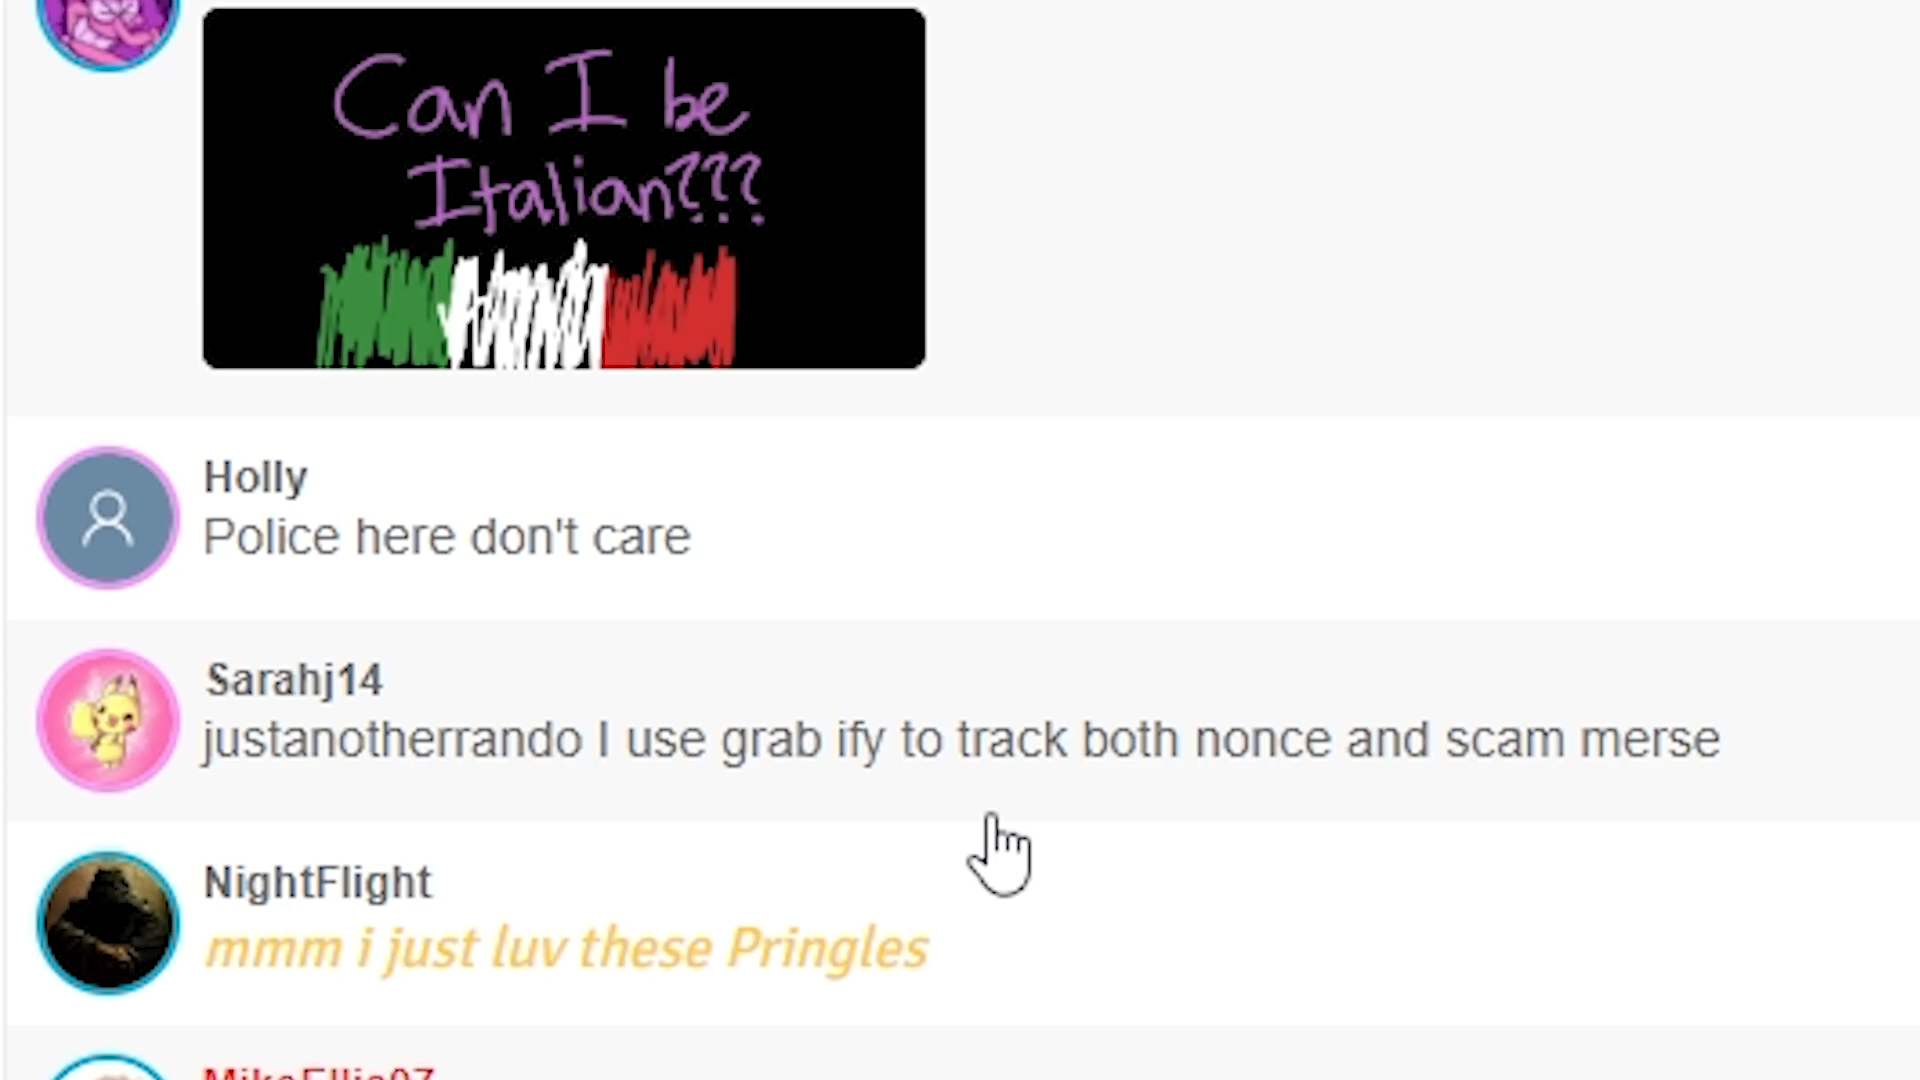 Can I be
Italian???
Holly
Police here don't care
Sarahj14
justanotherrando I use grab ify to track both nonce and scam merse
NightFlight
mmm i just luv these Pringles
MikeEllis07